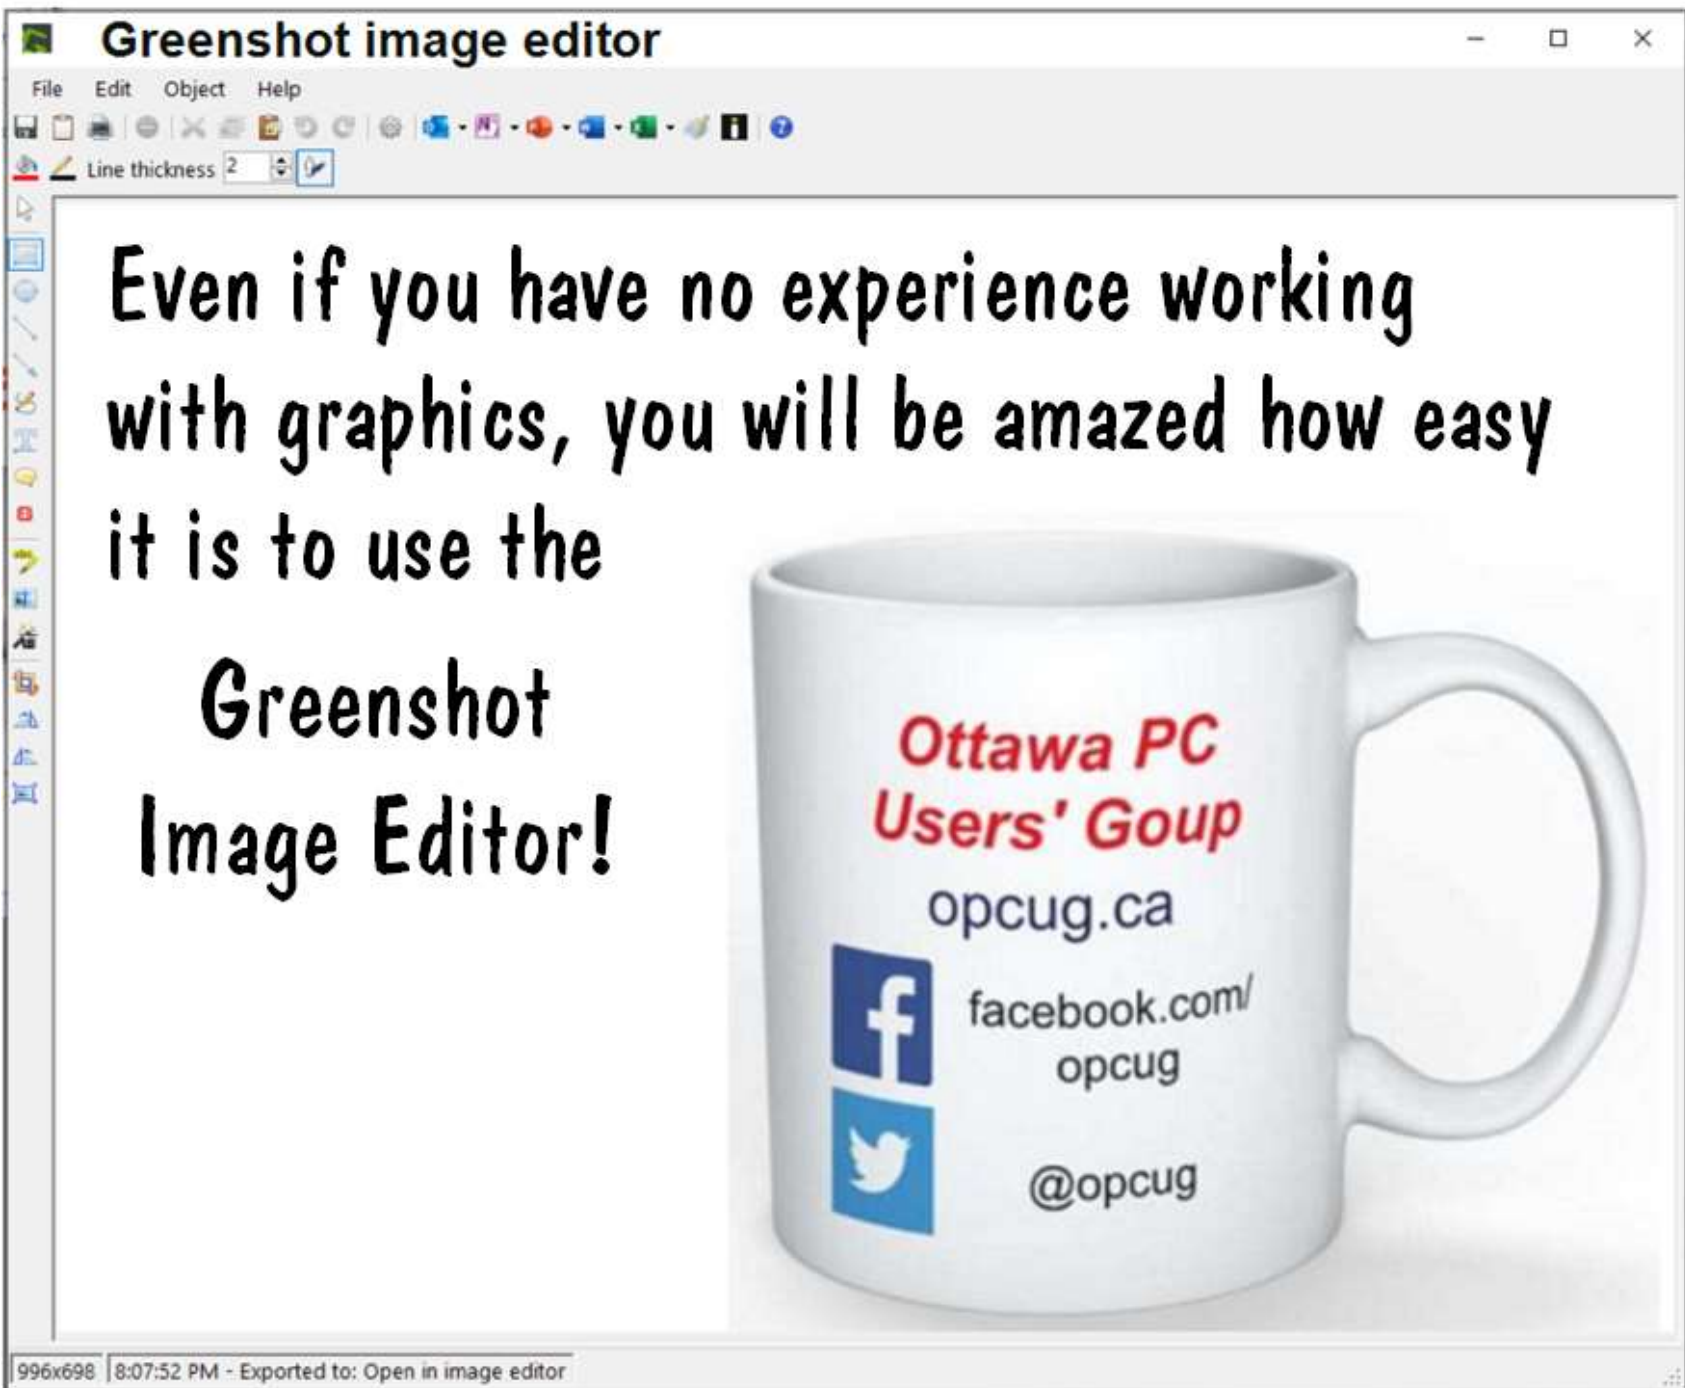 Greenshot image editor
File Edit Object Help
Line thickness 2
Even if you have no experience working
with graphics, you will be amazed how easy
it is to use the
Greenshot
Image Editor!
Ottawa PC
Users' Goup
opcug.ca
facebook.com/
opcug
@opcug
996x698 8:07:52 PM - Exported to: Open in image editor